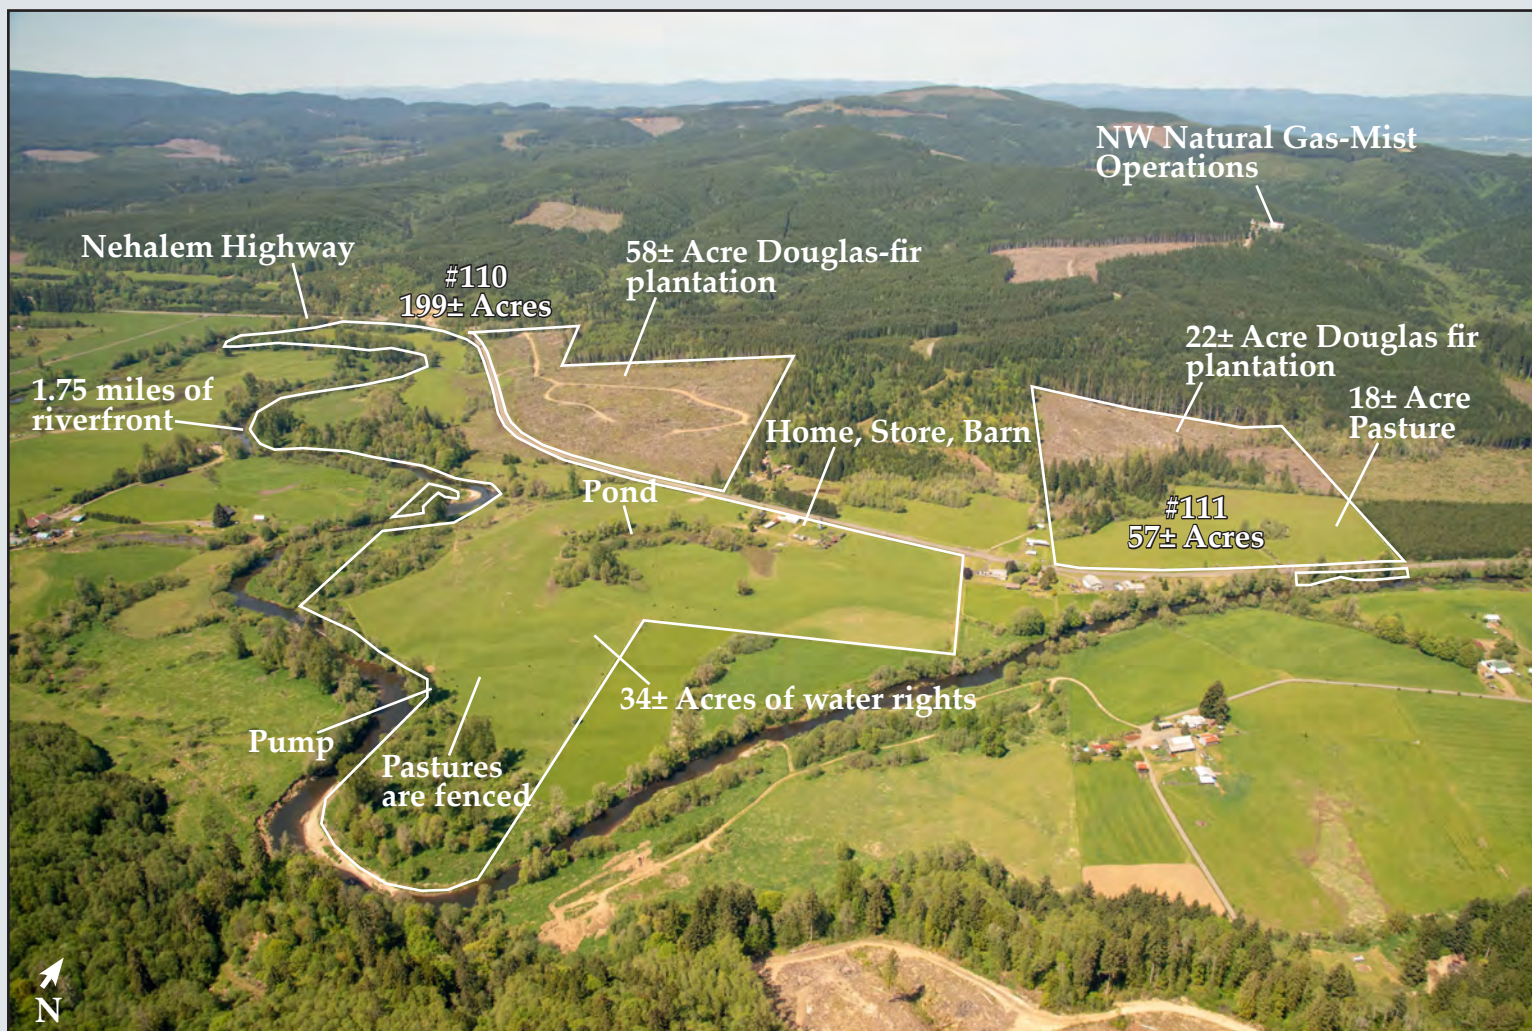 NW Natural Gas-Mist
Operations
Nehalem Highway
#110
199± Acres
58± Acre Douglas-fir
plantation
22± Acre Douglas fir
plantation
1.75 miles of
riverfront
18± Acre
Pasture
Home, Store, Barn
Pond
#111
57± Acres
34± Acres of water rights
Pump
Pastures
are fenced
N